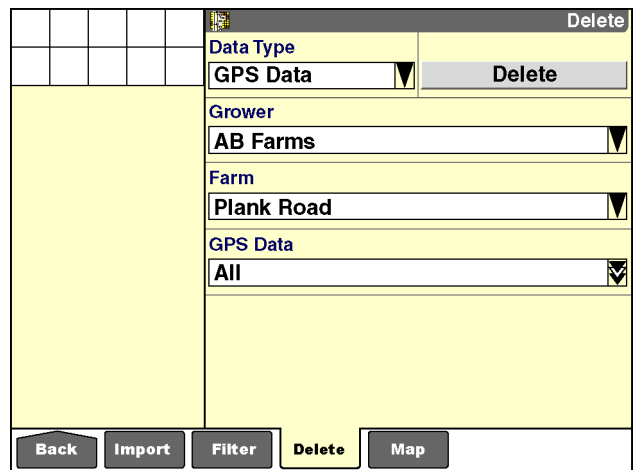 Delete
Data Type
GPS Data
Delete
Grower
AB Farms
Farm
Plank Road
GPS Data
All
Back
Import
Filter
Delete
Map